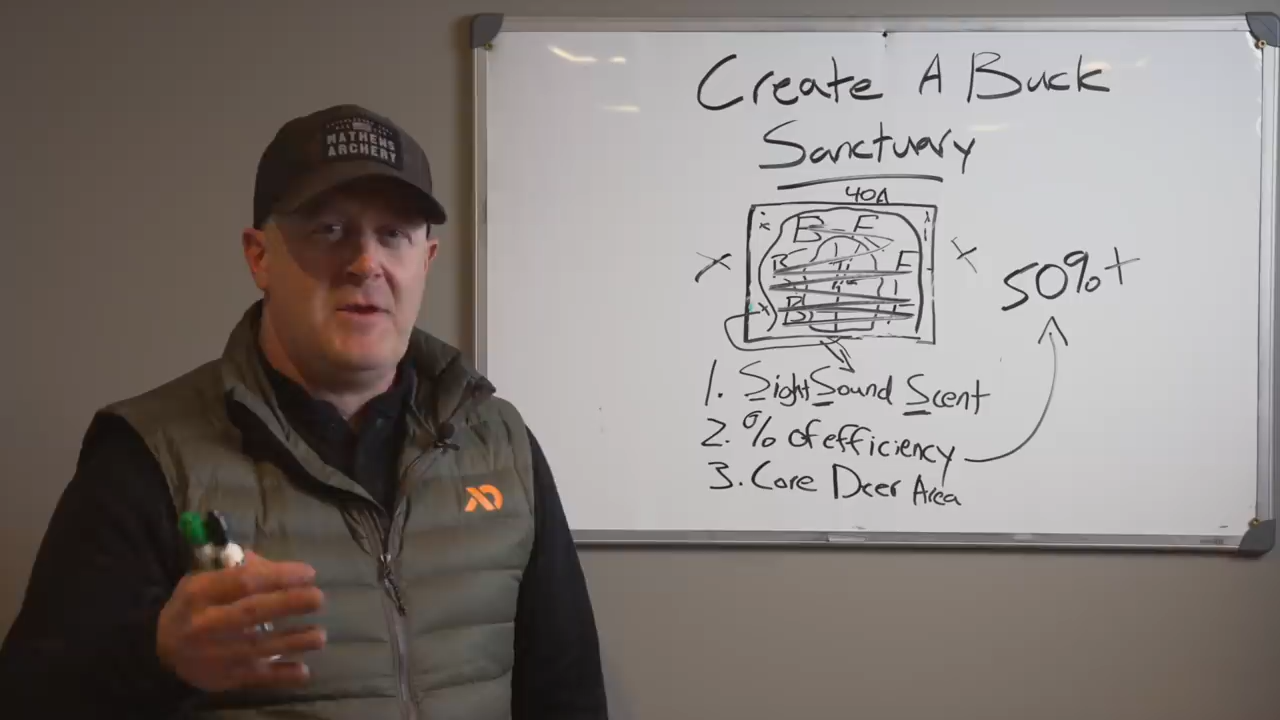 MATHEWS
ARCHERY
Create A Buck
Sanctuary
40A
X
B F
X
X
B F
X
B
50%+
1. Sight Sound Scent
2. % of efficiency
3. Core Deer Area